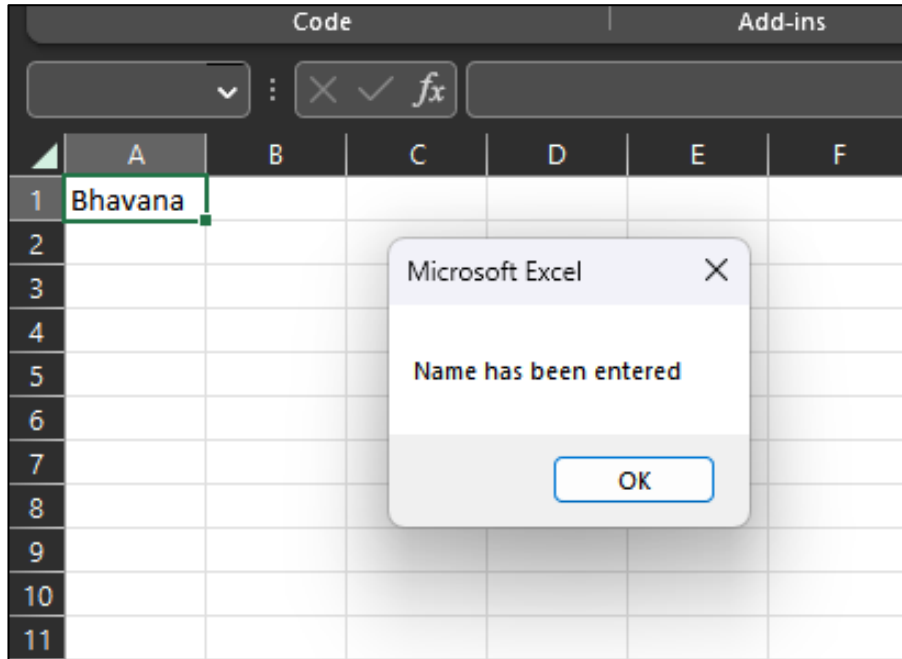 Code Add-ins
fx
A B C D E F
1 Bhavana
2
3
4
5
6
7
8
9
10
11
Microsoft Excel
Name has been entered
OK